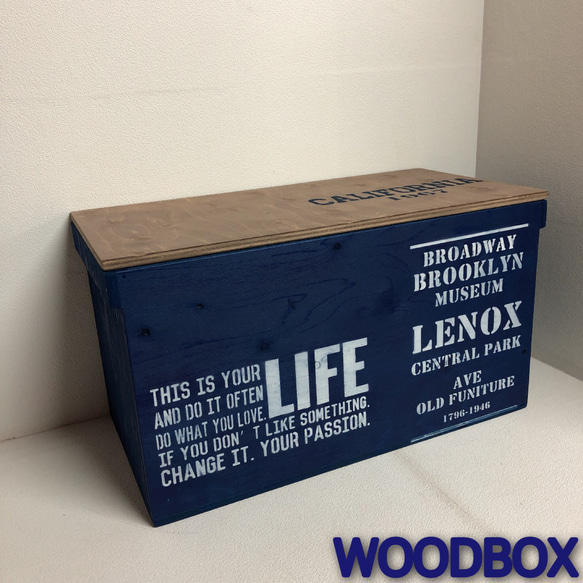 CALIFORNIA
1967
BROADWAY
BROOKLYN
MUSEUM
LENOX
CENTRAL PARK
AVE
OLD FUNITURE
1796-1946
THIS IS YOUR LIFE
AND DO IT OFTEN
DO WHAT YOU LOVE.
IF YOU DON'T LIKE SOMETHING.
CHANGE IT. YOUR PASSION.
WOODBOX